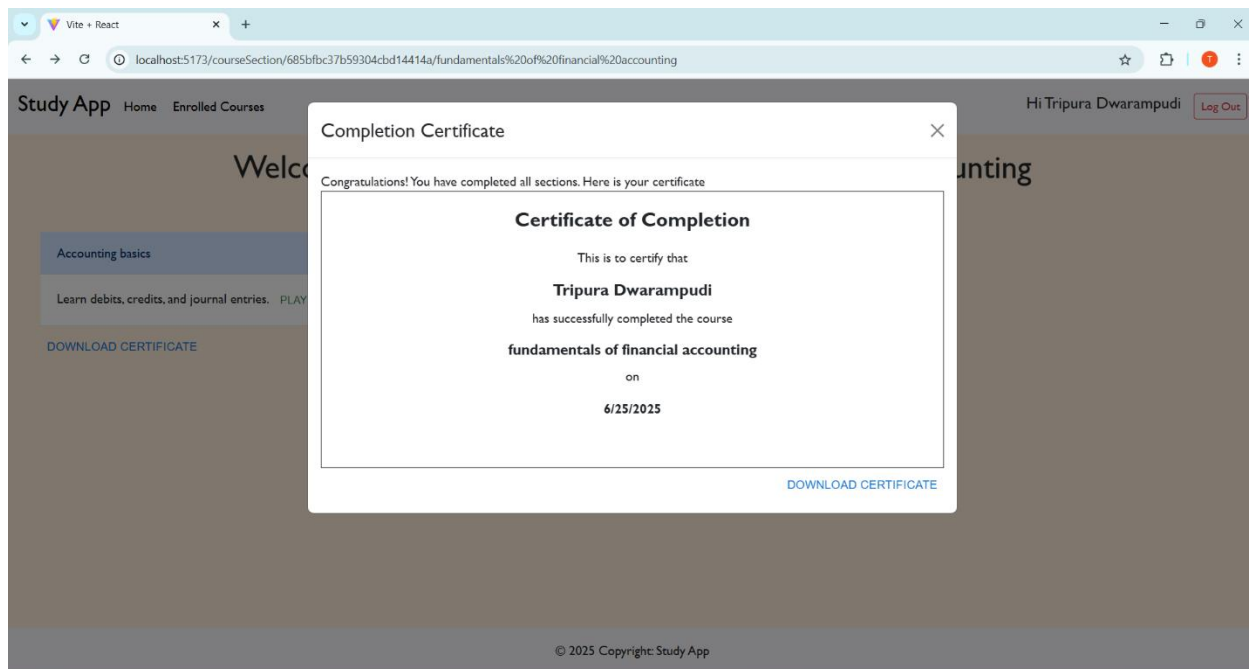 Vite + React
localhost:5173/courseSection/685bfbc37b59304cbd14414a/fundamentals%20of%20financial%20accounting
T
Study App Home Enrolled Courses
Hi Tripura Dwarampudi Log Out
Completion Certificate
Congratulations! You have completed all sections. Here is your certificate
Certificate of Completion
This is to certify that
Tripura Dwarampudi
has successfully completed the course
fundamentals of financial accounting
on
6/25/2025
DOWNLOAD CERTIFICATE
Accounting basics
Learn debits, credits, and journal entries. PLAY
DOWNLOAD CERTIFICATE
© 2025 Copyright: Study App